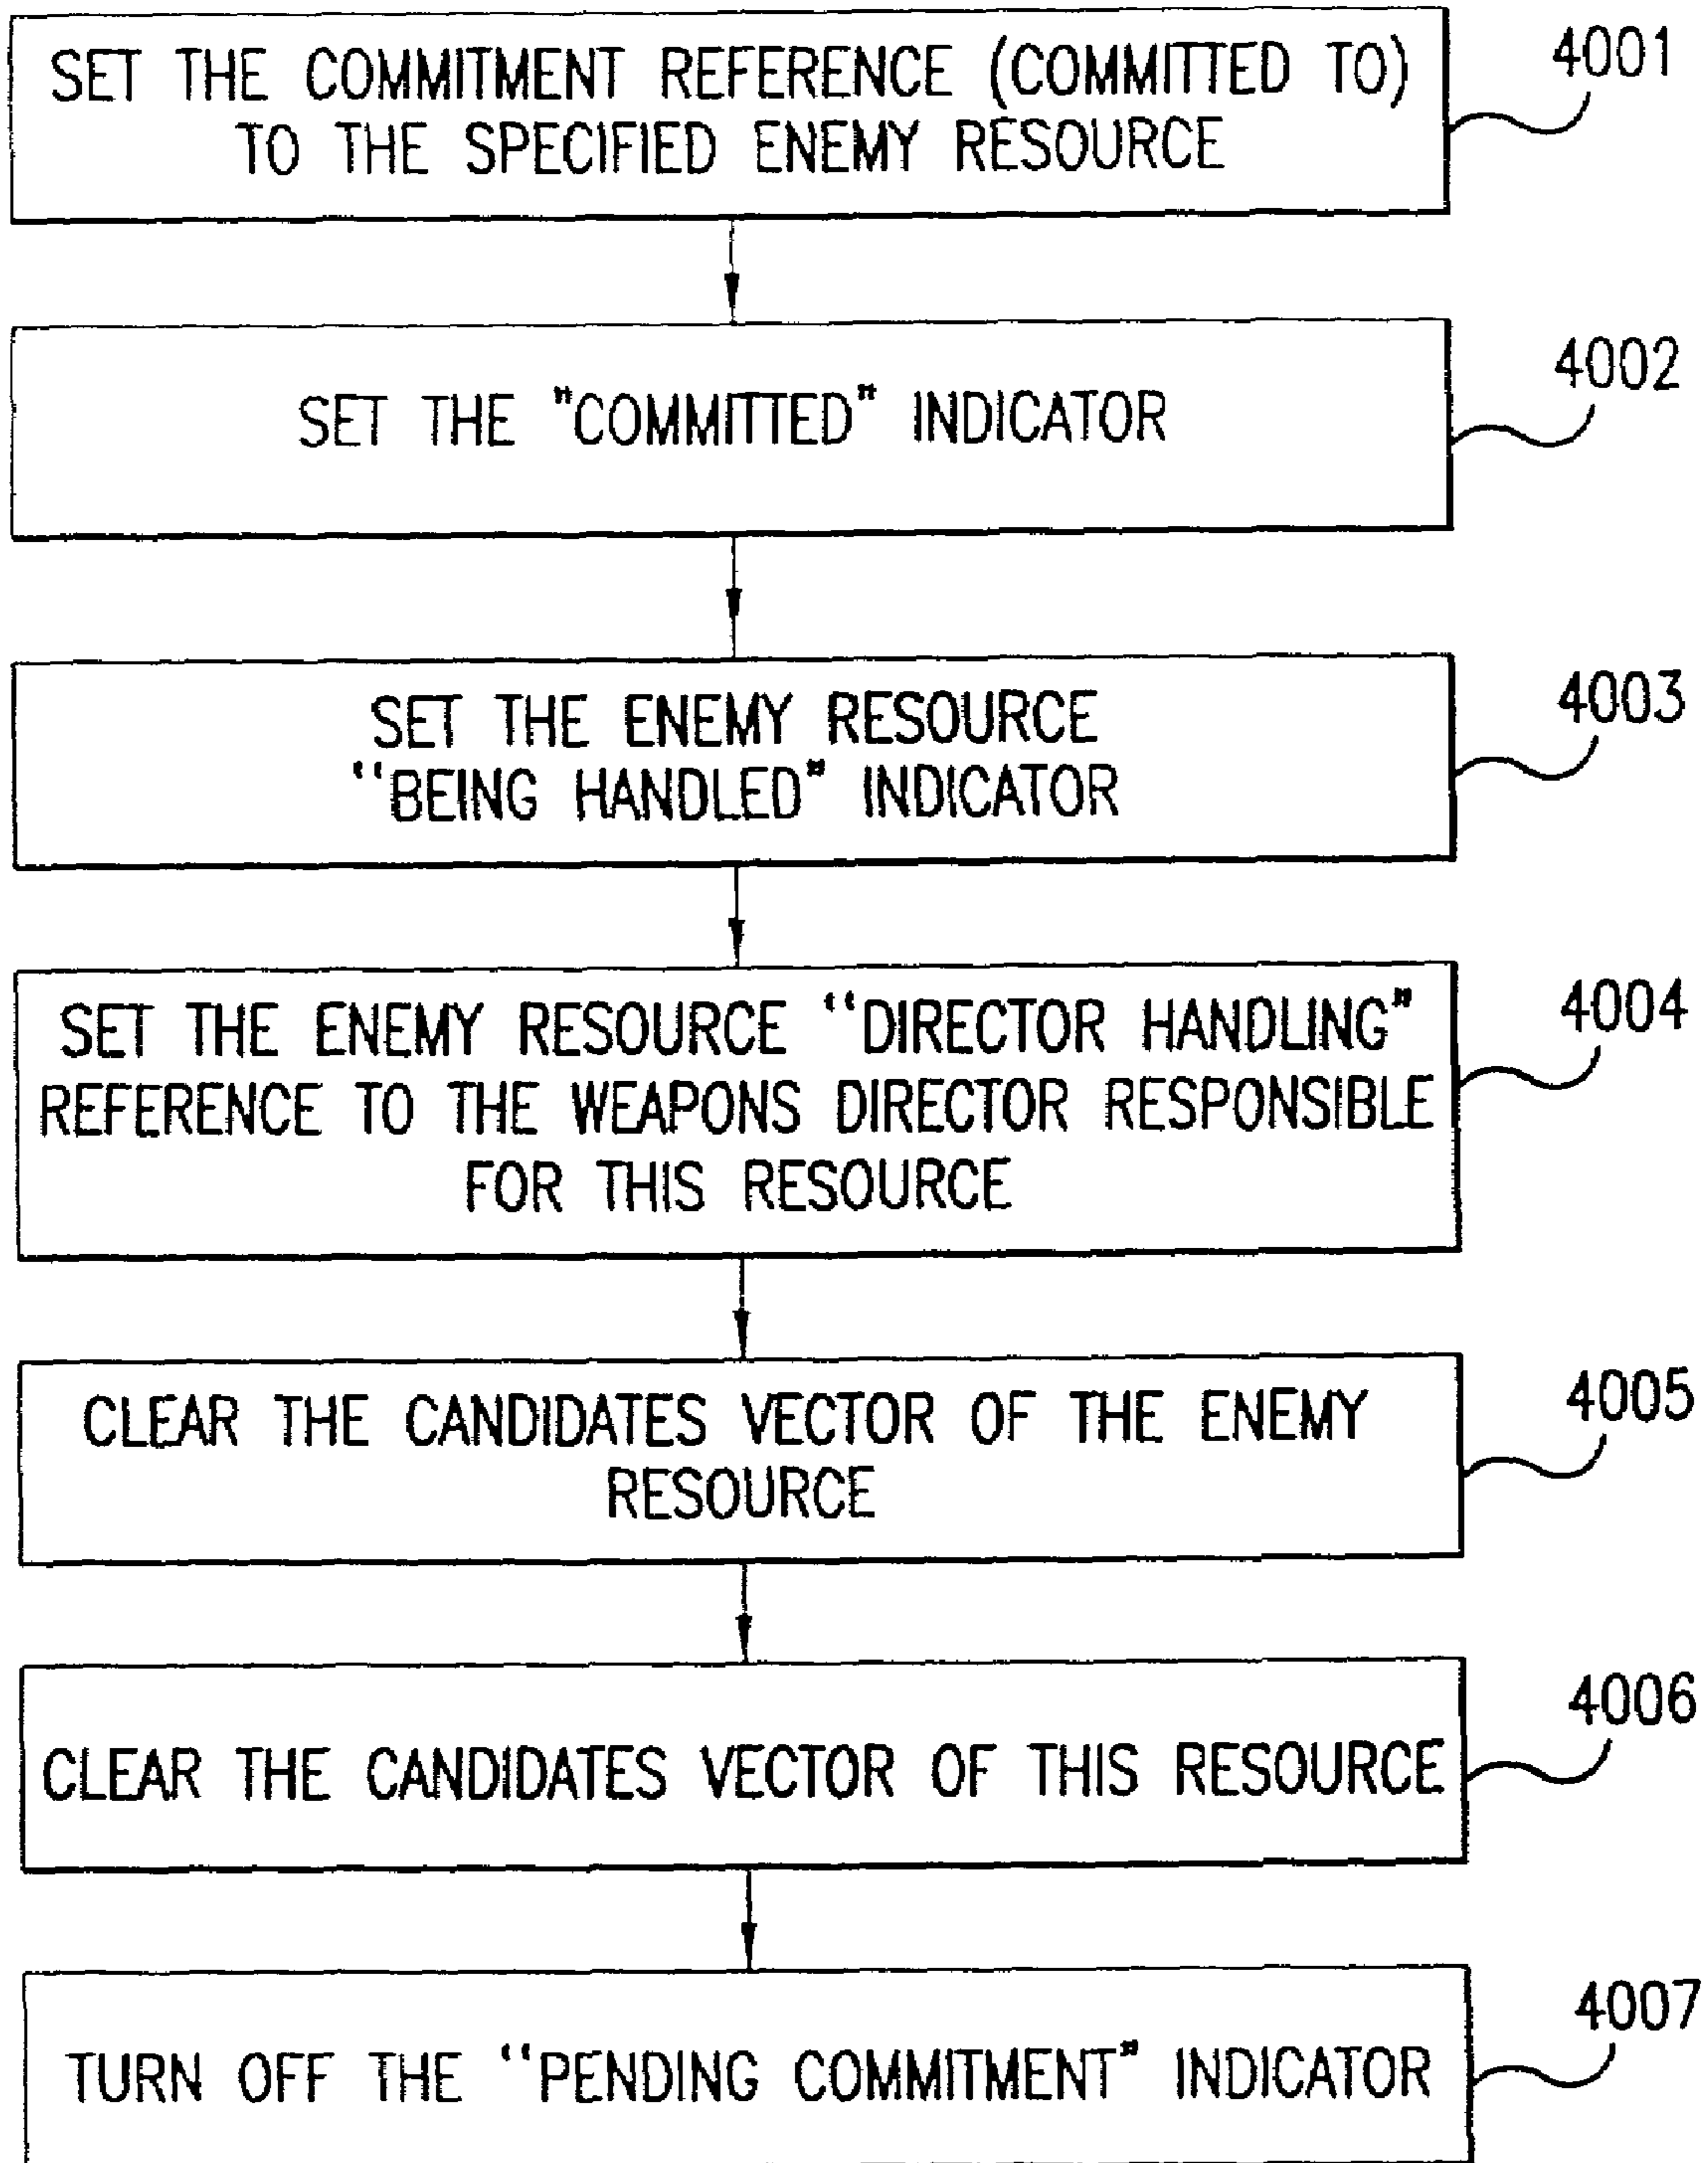 SET THE COMMITMENT REFERENCE (COMMITTED TO)
TO THE SPECIFIED ENEMY RESOURCE
4001
SET THE "COMMITTED" INDICATOR
4002
SET THE ENEMY RESOURCE
"BEING HANDLED" INDICATOR
4003
SET THE ENEMY RESOURCE "DIRECTOR HANDLING"
REFERENCE TO THE WEAPONS DIRECTOR RESPONSIBLE
FOR THIS RESOURCE
4004
CLEAR THE CANDIDATES VECTOR OF THE ENEMY
RESOURCE
4005
CLEAR THE CANDIDATES VECTOR OF THIS RESOURCE
4006
TURN OFF THE "PENDING COMMITMENT" INDICATOR
4007